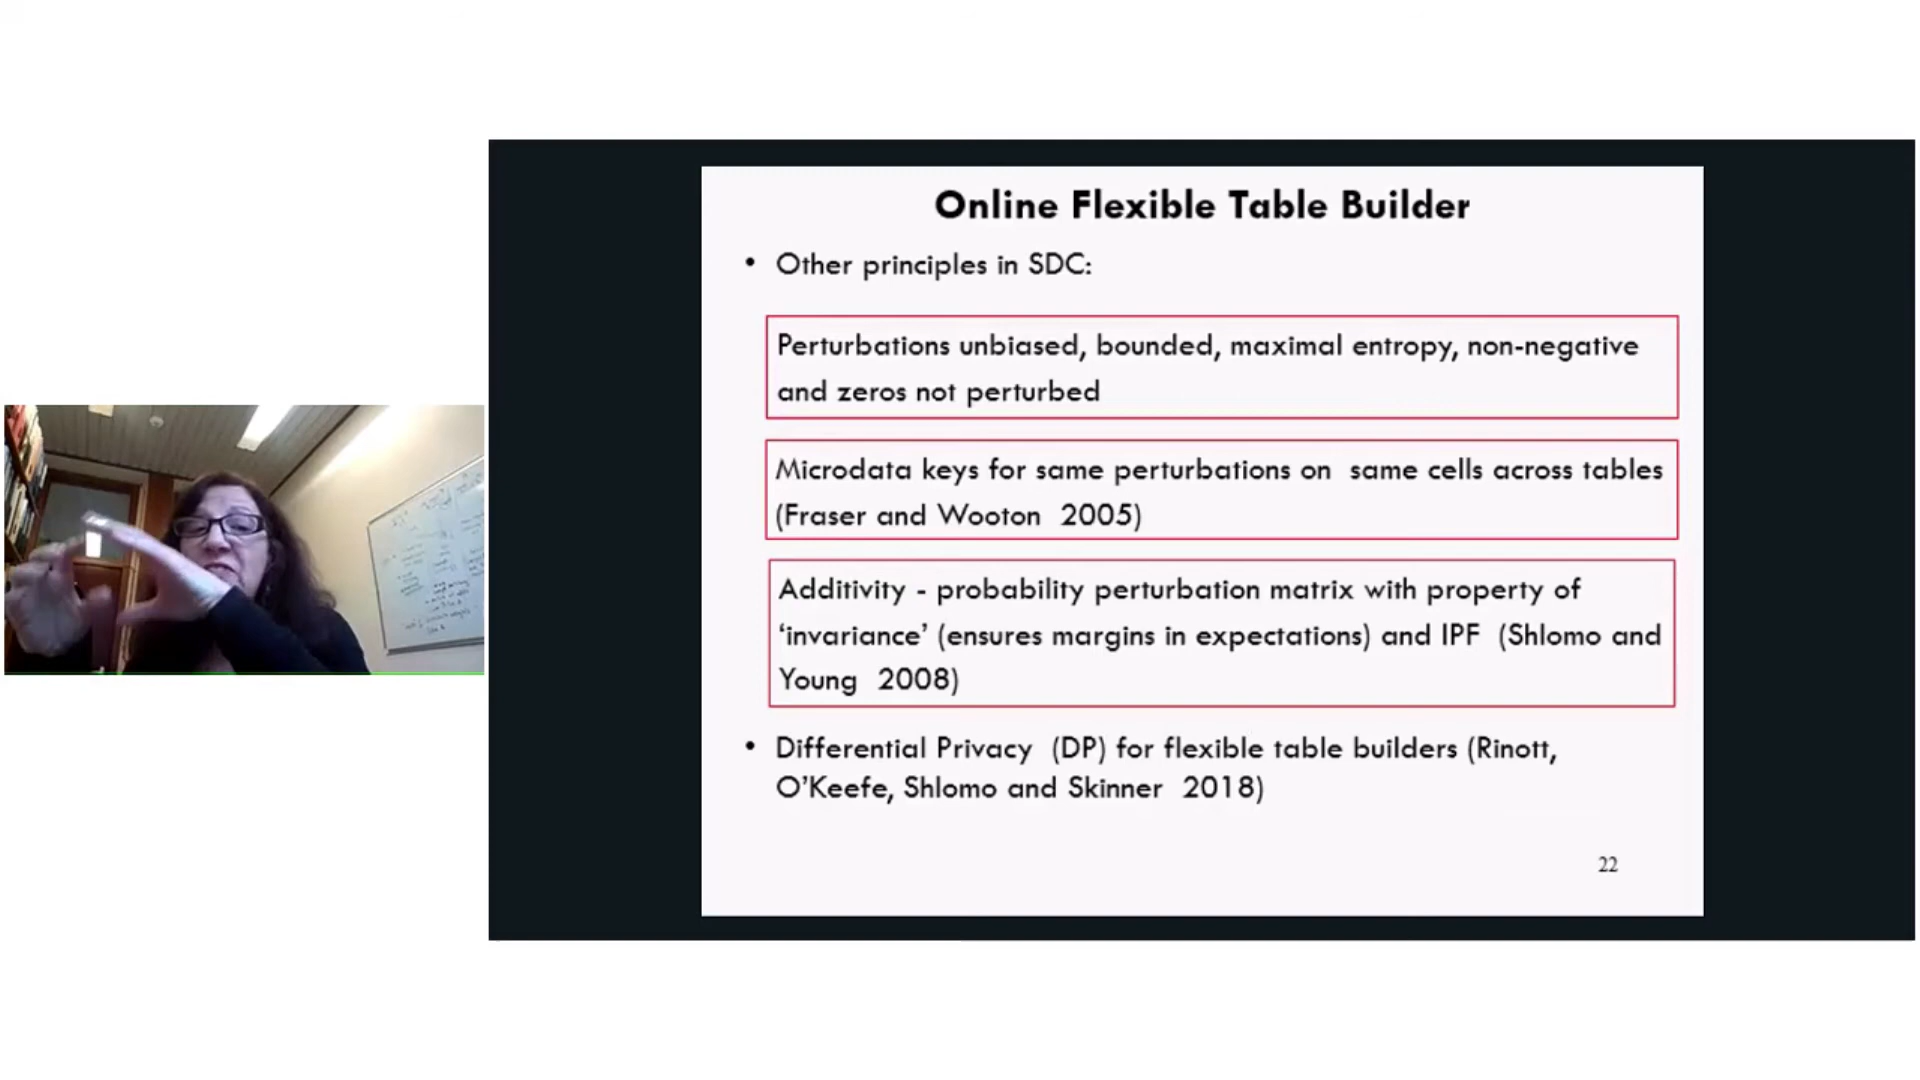 Online Flexible Table Builder
• Other principles in SDC:
Perturbations unbiased, bounded, maximal entropy, non-negative
and zeros not perturbed
Microdata keys for same perturbations on same cells across tables
(Fraser and Wooton 2005)
Additivity - probability perturbation matrix with property of
‘invariance’ (ensures margins in expectations) and IPF (Shlomo and
Young 2008)
• Differential Privacy (DP) for flexible table builders (Rinott,
O’Keefe, Shlomo and Skinner 2018)
22